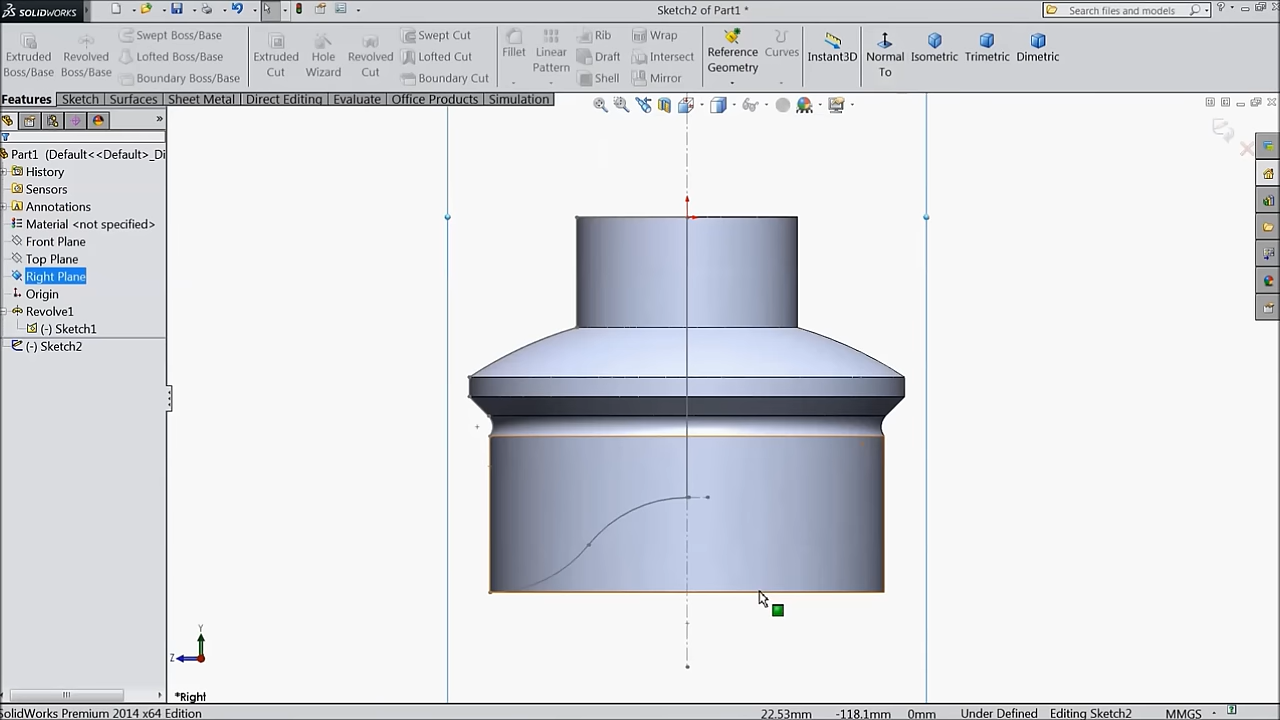 SOLIDWORKS
Sketch2 of Part1 *
Search files and models
Extruded Boss/Base
Revolved Boss/Base
Swept Boss/Base
Lofted Boss/Base
Boundary Boss/Base
Extruded Cut
Hole Wizard
Revolved Cut
Swept Cut
Lofted Cut
Boundary Cut
Fillet
Linear Pattern
Rib
Draft
Shell
Wrap
Intersect
Mirror
Reference Geometry
Curves
Instant3D
Normal To
Isometric
Trimetric
Dimetric
Features
Sketch
Surfaces
Sheet Metal
Direct Editing
Evaluate
Office Products
Simulation
Part1 (Default<<Default>_Di
History
Sensors
Annotations
Material <not specified>
Front Plane
Top Plane
Right Plane
Origin
Revolve1
(-) Sketch1
(-) Sketch2
Y
Z
*Right
SolidWorks Premium 2014 x64 Edition
22.53mm
-118.1mm
0mm
Under Defined
Editing Sketch2
MMGS